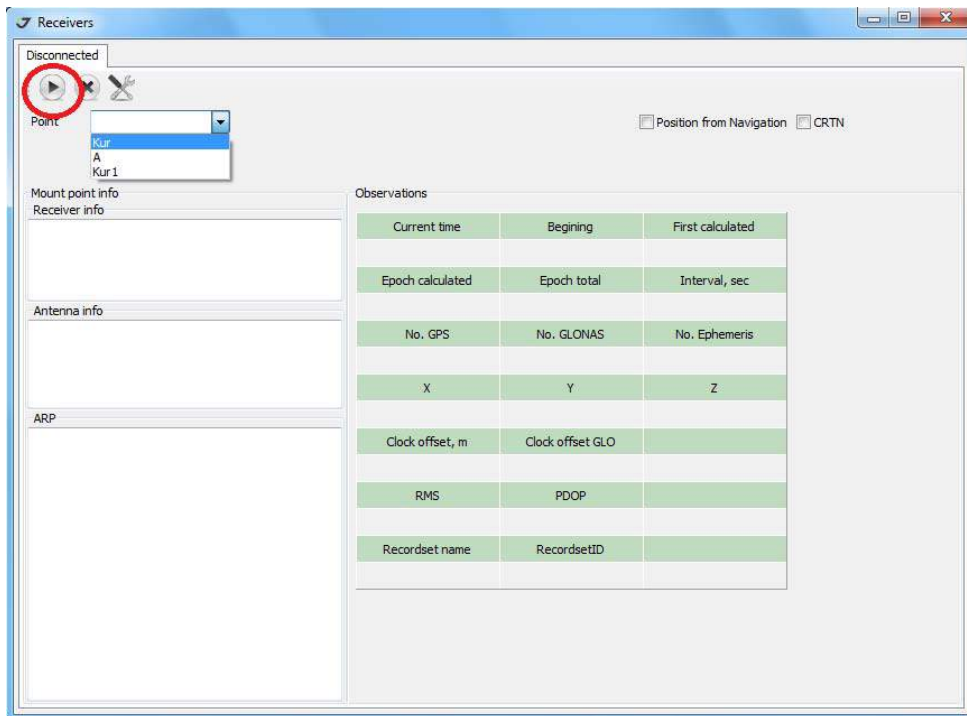 Receivers
Disconnected
Point
Position from Navigation CRTN
Kur
A
Kur1
Mount point info
Receiver info
Antenna info
ARP
Observations
Current time Begining First calculated
Epoch calculated Epoch total Interval, sec
No. GPS No. GLONAS No. Ephemeris
X Y Z
Clock offset, m Clock offset GLO
RMS PDOP
Recordset name RecordsetID